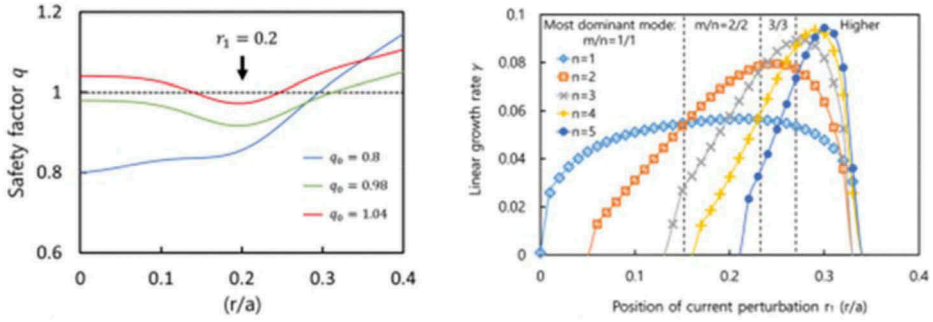 r₁ = 0.2
Safety factor q
1.2
1
0.8
0.6
q₀ = 0.8
q₀ = 0.98
q₀ = 1.04
0
0.1
0.2
0.3
0.4
(r/a)
Linear growth rate γ
0.1
0.08
0.06
0.04
0.02
0
Most dominant mode:
m/n=1/1
m/n=2/2
3/3
Higher
n=1
n=2
n=3
n=4
n=5
0
0.1
0.2
0.3
0.4
Position of current perturbation r₁ (r/a)